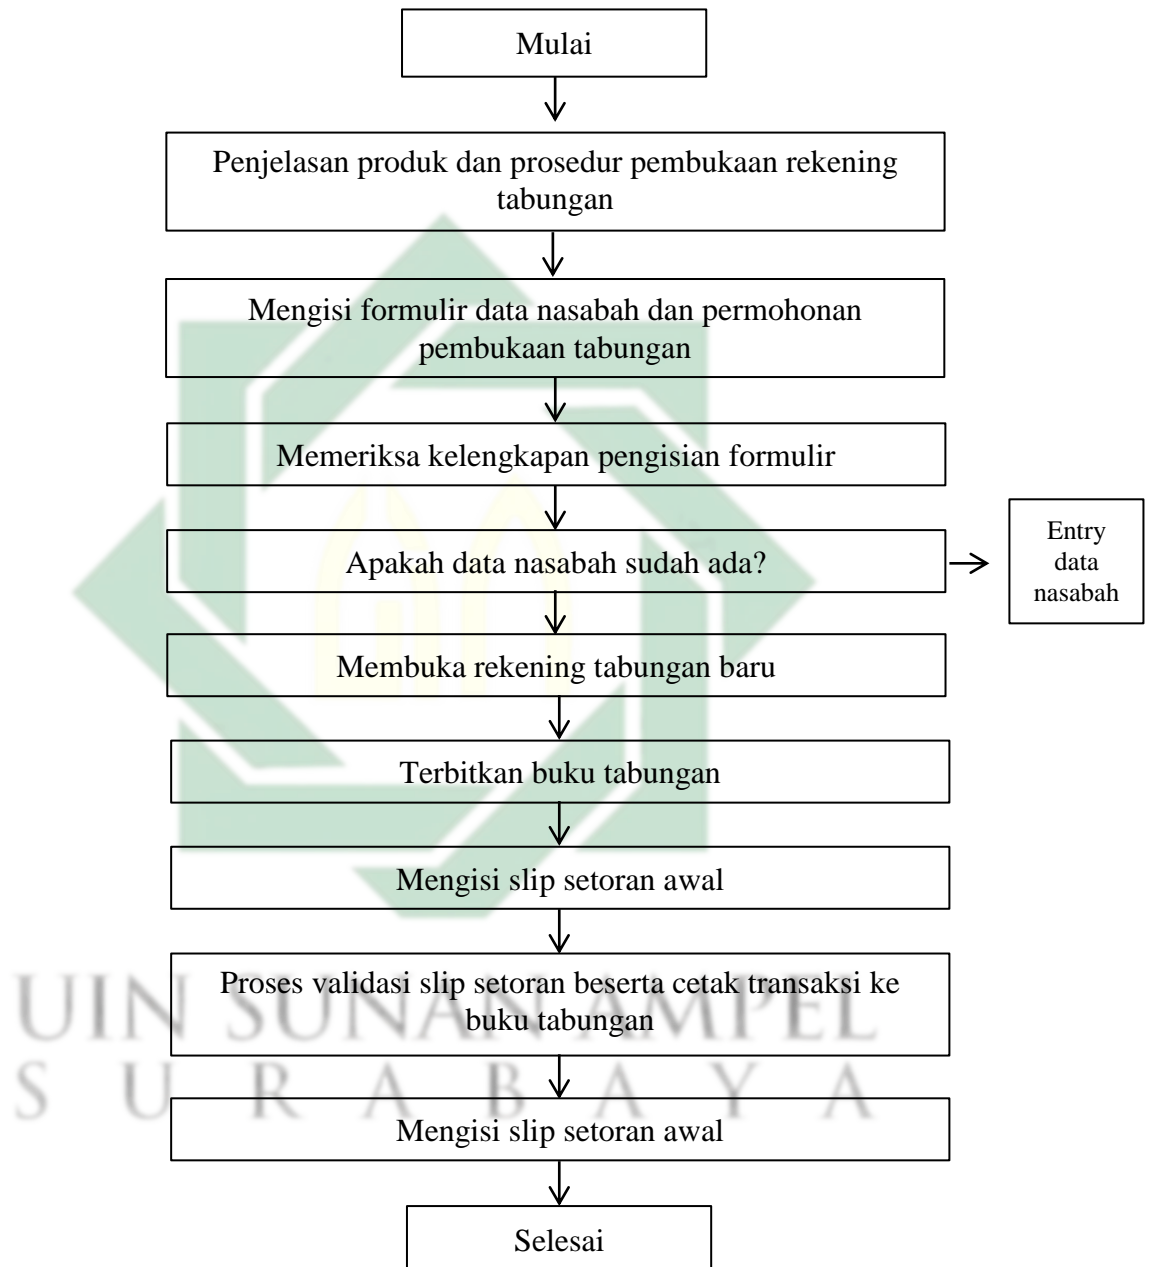 Mulai
Penjelasan produk dan prosedur pembukaan rekening
tabungan
Mengisi formulir data nasabah dan permohonan
pembukaan tabungan
Memeriksa kelengkapan pengisian formulir
Apakah data nasabah sudah ada?
Entry
data
nasabah
Membuka rekening tabungan baru
Terbitkan buku tabungan
Mengisi slip setoran awal
Proses validasi slip setoran beserta cetak transaksi ke
buku tabungan
UIN SUNAN AMPEL
SURABAYA
Mengisi slip setoran awal
Selesai